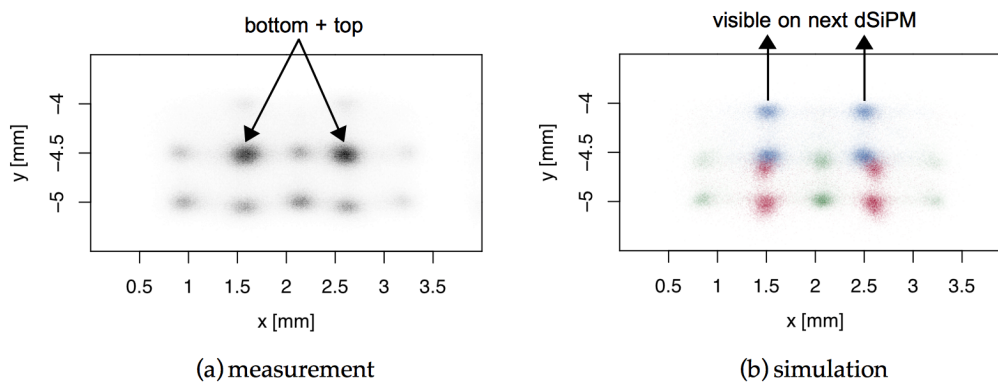 bottom + top
visible on next dSiPM
y [mm]
-4
-4.5
-5
0.5 1 1.5 2 2.5 3 3.5
x [mm]
(a) measurement
y [mm]
-4
-4.5
-5
0.5 1 1.5 2 2.5 3 3.5
x [mm]
(b) simulation